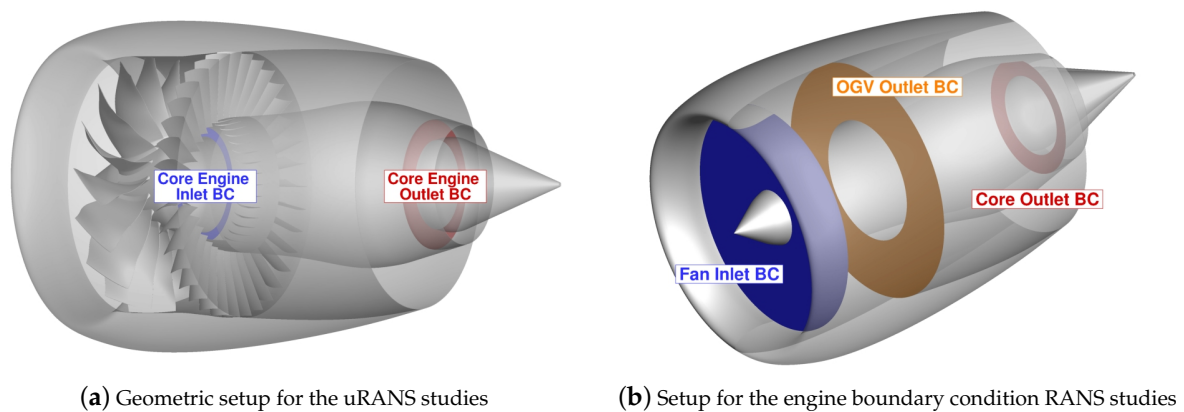 Core Engine
Inlet BC
Core Engine
Outlet BC
OGV Outlet BC
Core Outlet BC
Fan Inlet BC
(a) Geometric setup for the uRANS studies
(b) Setup for the engine boundary condition RANS studies